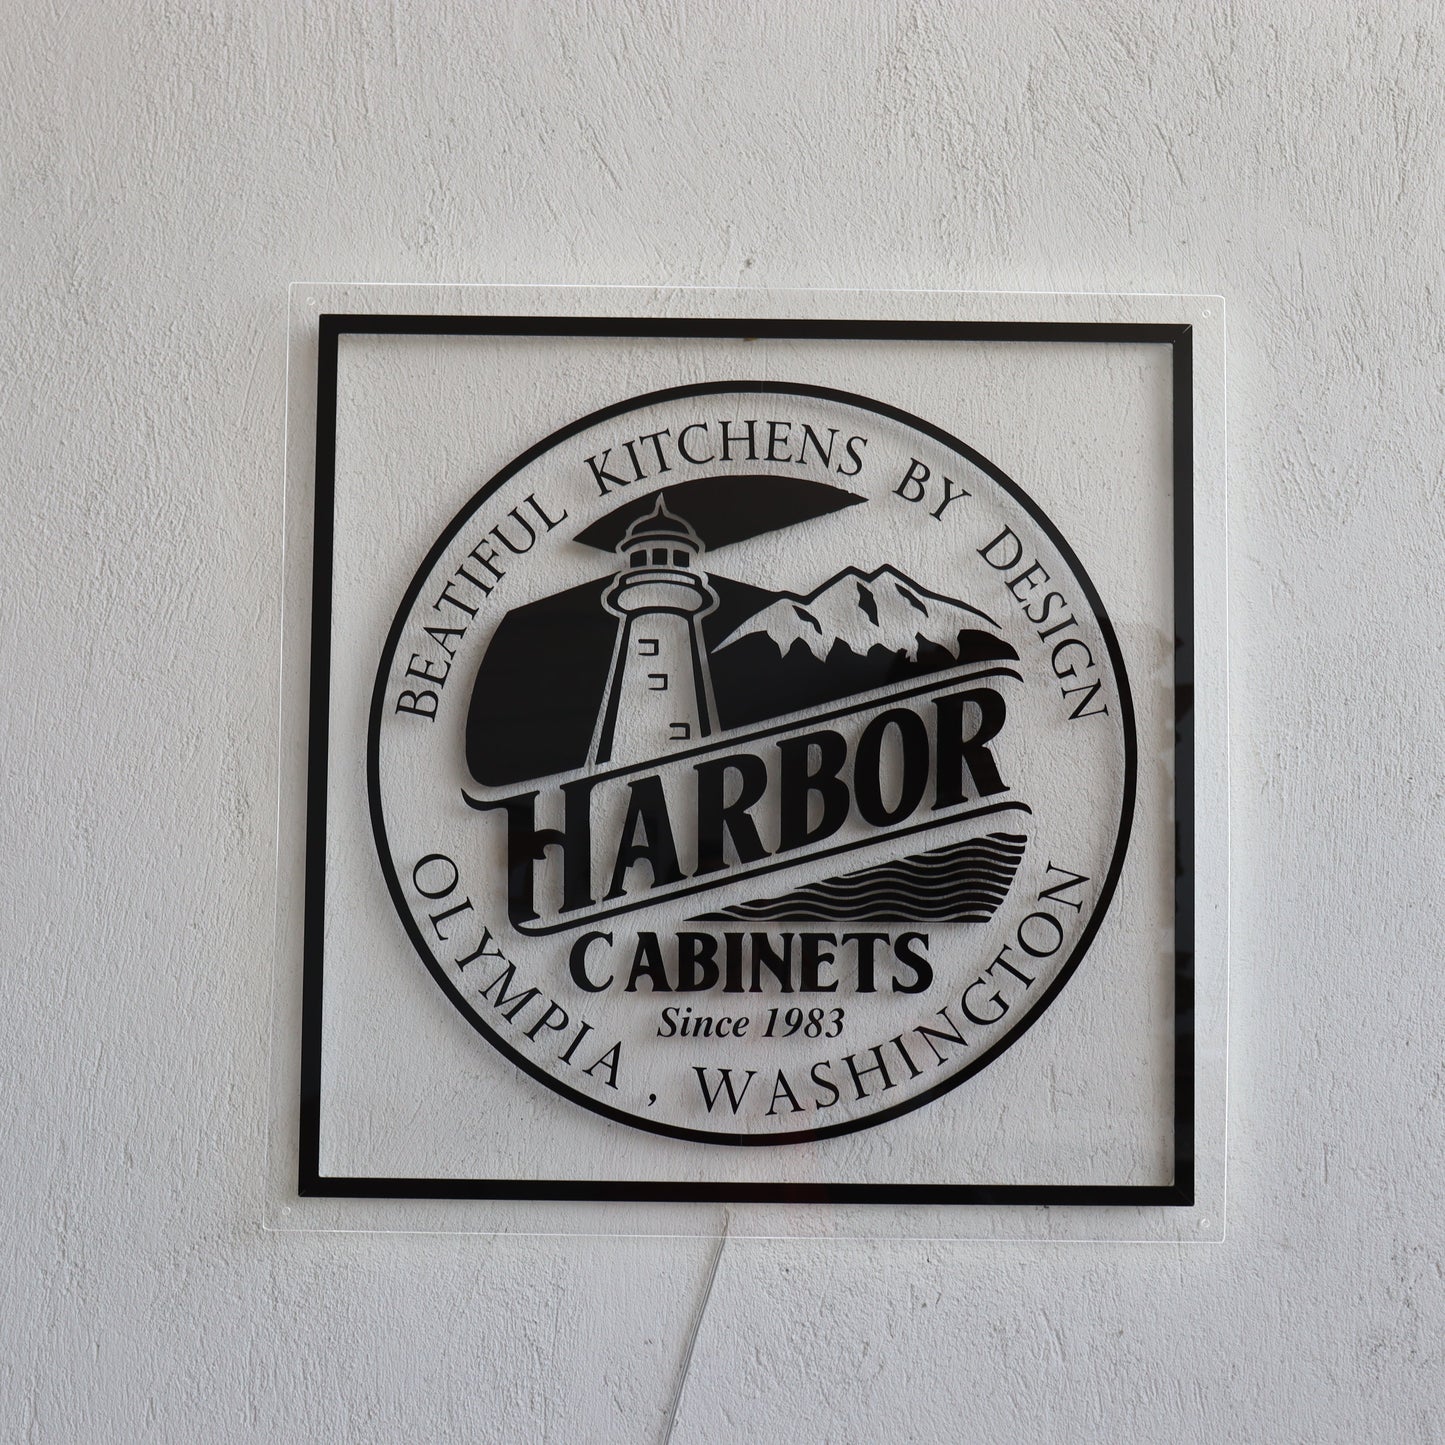 BEATIFUL KITCHENS BY DESIGN
HARBOR
CABINETS
Since 1983
OLYMPIA , WASHINGTON